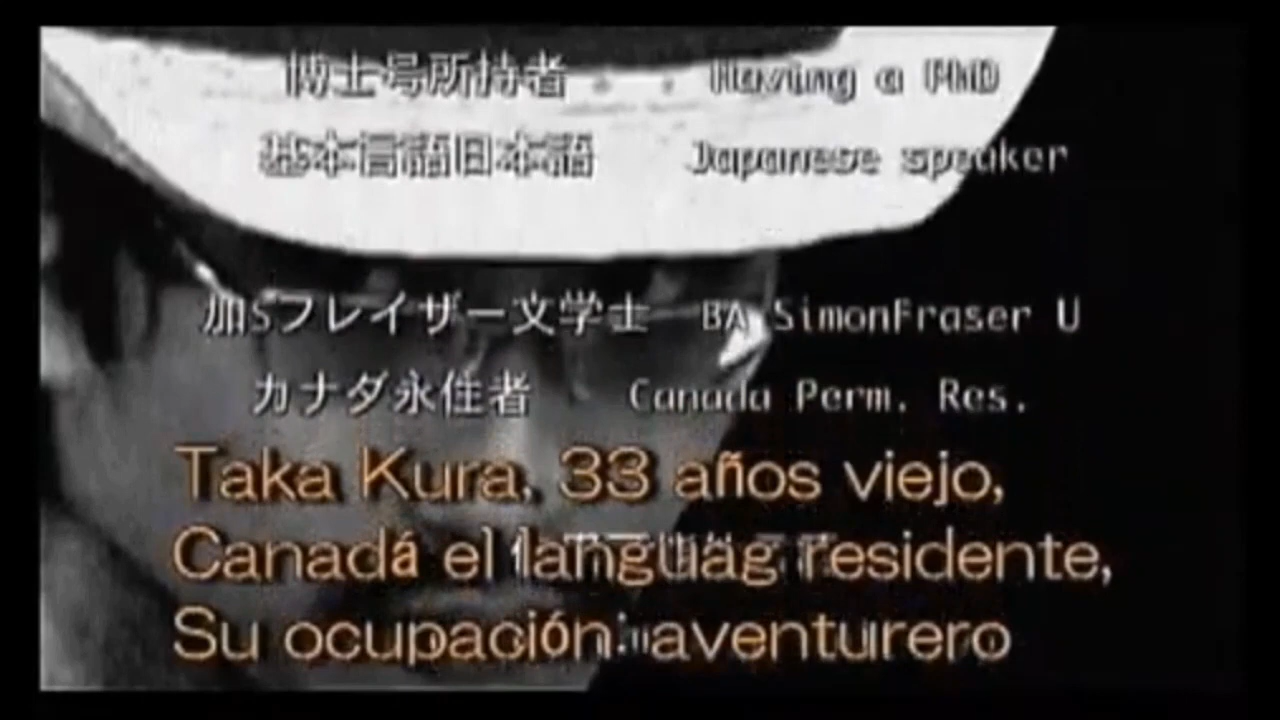 博士号所持者 Having a PhD
基本言語日本語 Japanese speaker
加Sフレイザー文学士 BA SimonFraser U
カナダ永住者 Canada Perm. Res.
Taka Kura, 33 años viejo,
Canadá el languag residente,
Su ocupación: aventurero